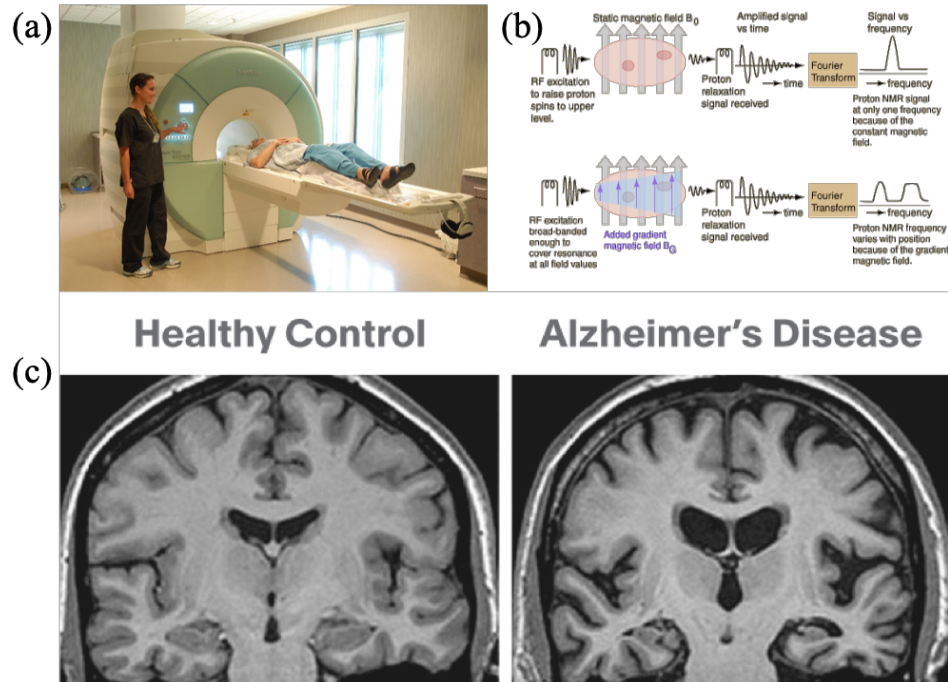 (a)
(b)
Static magnetic field B0
Amplified signal
vs time
Signal vs
frequency
RF excitation
to raise proton
spins to upper
level.
Proton
relaxation
signal received
time
Fourier
Transform
frequency
Proton NMR signal
at only one frequency
because of the
constant magnetic
field.
RF excitation
broad-banded
enough to
cover resonance
at all field values
Added gradient
magnetic field BG
Proton
relaxation
signal received
time
Fourier
Transform
frequency
Proton NMR frequency
varies with position
because of the gradient
magnetic field.
Healthy Control
Alzheimer's Disease
(c)